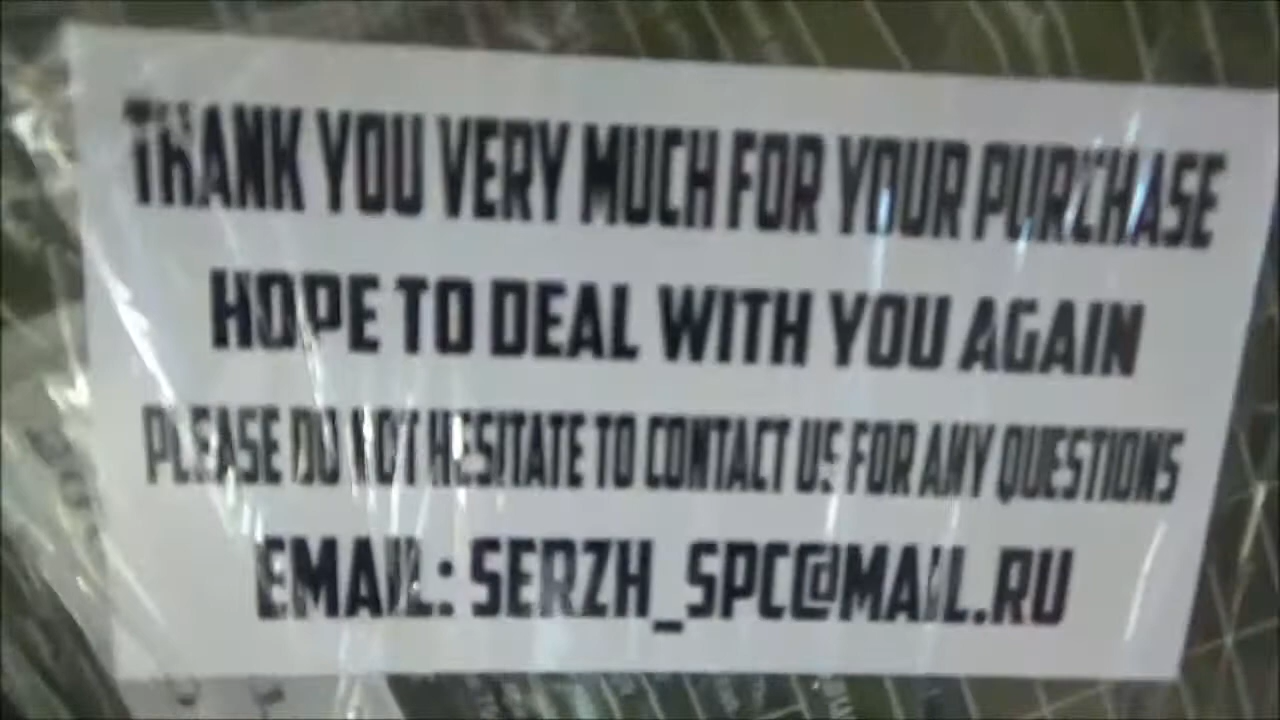 THANK YOU VERY MUCH FOR YOUR PURCHASE
HOPE TO DEAL WITH YOU AGAIN
PLEASE DO NOT HESITATE TO CONTACT US FOR ANY QUESTIONS
EMAIL: SERZH_SPC@MAIL.RU